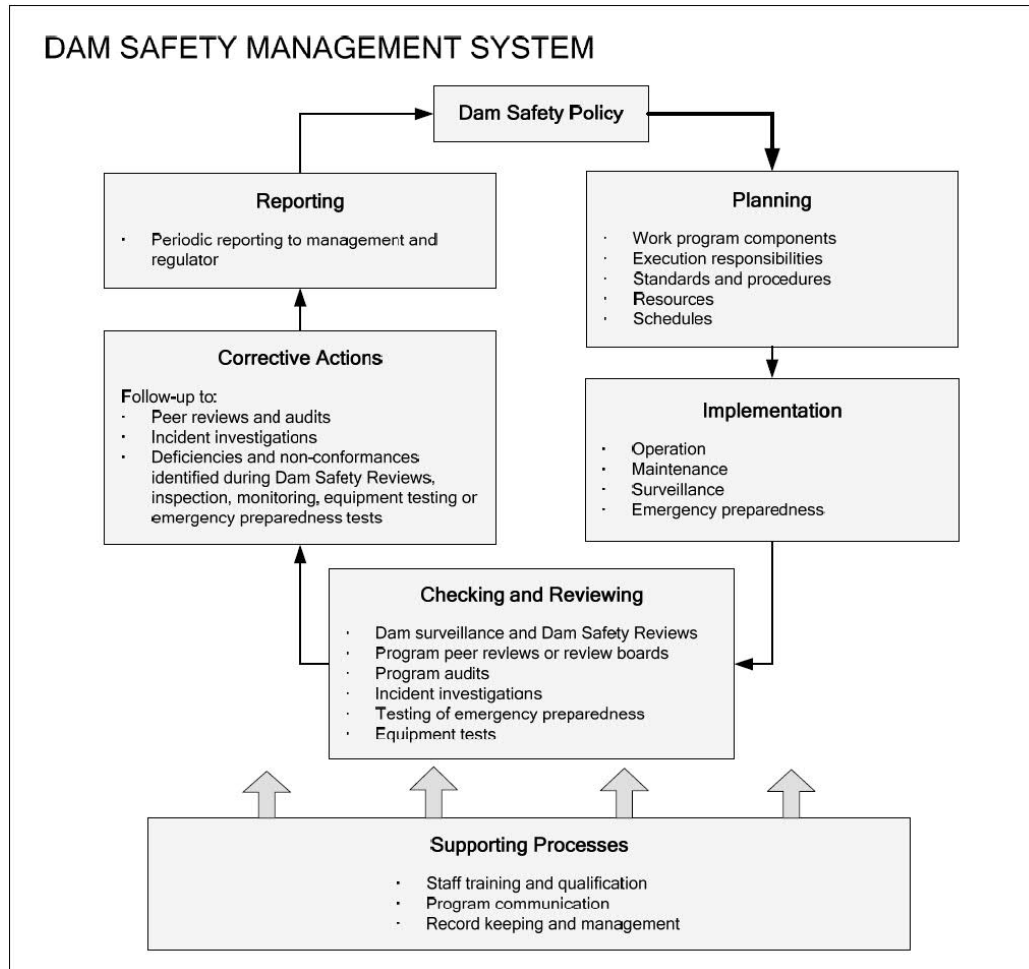 DAM SAFETY MANAGEMENT SYSTEM
Dam Safety Policy
Planning
· Work program components
· Execution responsibilities
· Standards and procedures
· Resources
· Schedules
Implementation
· Operation
· Maintenance
· Surveillance
· Emergency preparedness
Checking and Reviewing
· Dam surveillance and Dam Safety Reviews
· Program peer reviews or review boards
· Program audits
· Incident investigations
· Testing of emergency preparedness
· Equipment tests
Corrective Actions
Follow-up to:
· Peer reviews and audits
· Incident investigations
· Deficiencies and non-conformances
identified during Dam Safety Reviews,
inspection, monitoring, equipment testing or
emergency preparedness tests
Reporting
· Periodic reporting to management and
regulator
Supporting Processes
· Staff training and qualification
· Program communication
· Record keeping and management